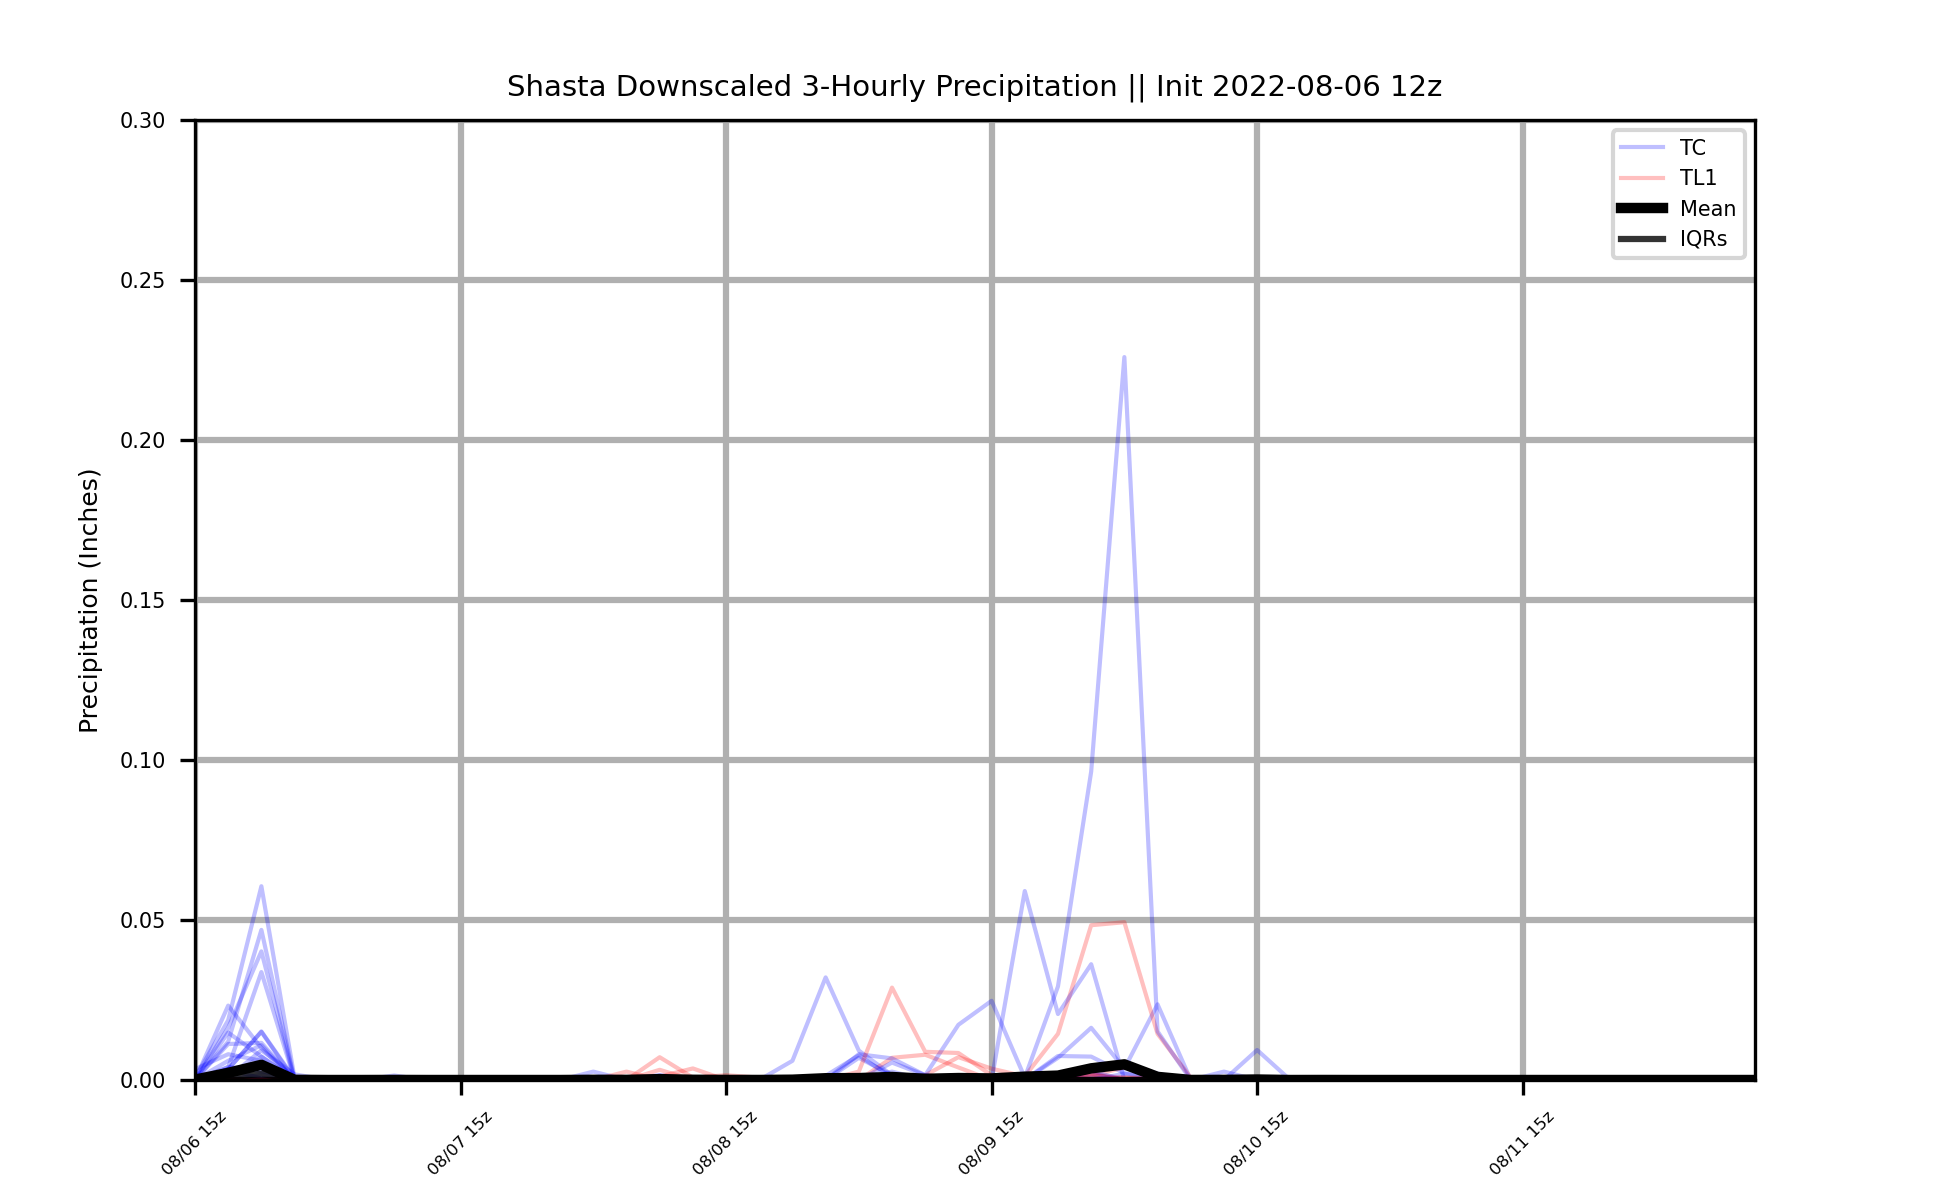 Shasta Downscaled 3-Hourly Precipitation || Init 2022-08-06 12z
Precipitation (Inches)
0.30
0.25
0.20
0.15
0.10
0.05
0.00
TC
TL1
Mean
IQRs
08/06 15z
08/07 15z
08/08 15z
08/09 15z
08/10 15z
08/11 15z